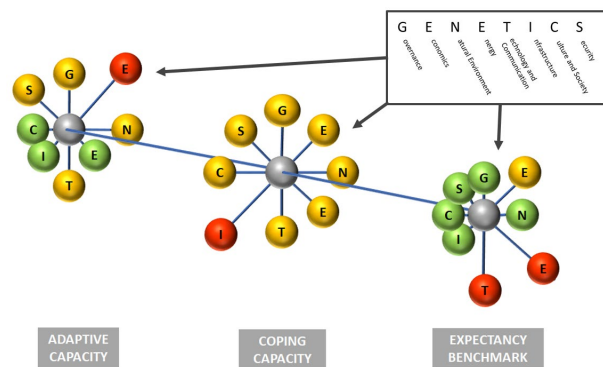 G E N E T I C S
overnance
conomics
atural Environment
nergy
echnology and
Communication
nfrastructure
ulture and Society
ecurity
G
E
S
C
N
I
E
T
G
S
E
C
N
I
E
T
G
E
S
C
N
I
E
T
ADAPTIVE
CAPACITY
COPING
CAPACITY
EXPECTANCY
BENCHMARK